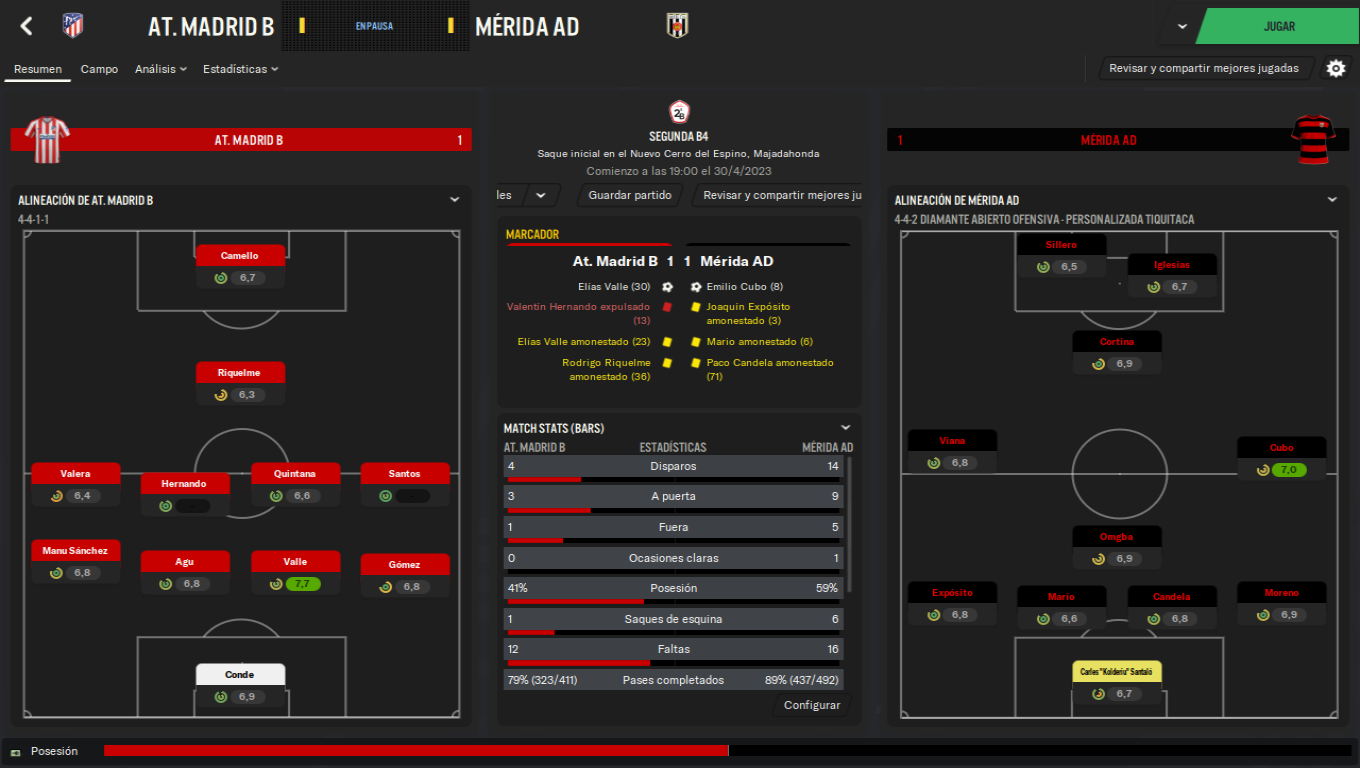 AT. MADRID B
EN PAUSA
MÉRIDA AD
JUGAR
Resumen
Campo
Análisis
Estadísticas
Revisar y compartir mejores jugadas
AT. MADRID B 1
ALINEACIÓN DE AT. MADRID B
4-4-1-1
Camello
6,7
Riquelme
6,3
Valera
6,4
Hernando
-
Quintana
6,6
Santos
-
Manu Sánchez
6,8
Agu
6,8
Valle
7,7
Gómez
6,8
Conde
6,9
2ªB
SEGUNDA B4
Saque inicial en el Nuevo Cerro del Espino, Majadahonda
Comienzo a las 19:00 el 30/4/2023
les
Guardar partido
Revisar y compartir mejores ju
MARCADOR
At. Madrid B 1 1 Mérida AD
Elías Valle (30)
Emilio Cubo (8)
Valentín Hernando expulsado
(13)
Joaquín Expósito
amonestado (3)
Elías Valle amonestado (23)
Mario amonestado (6)
Rodrigo Riquelme
amonestado (36)
Paco Candela amonestado
(71)
MATCH STATS (BARS)
AT. MADRID B ESTADÍSTICAS MÉRIDA AD
4 Disparos 14
3 A puerta 9
1 Fuera 5
0 Ocasiones claras 1
41% Posesión 59%
1 Saques de esquina 6
12 Faltas 16
79% (323/411) Pases completados 89% (437/492)
Configurar
1 MÉRIDA AD
ALINEACIÓN DE MÉRIDA AD
4-4-2 DIAMANTE ABIERTO OFENSIVA - PERSONALIZADA TIQUITACA
Sillero
6,5
Iglesias
6,7
Cortina
6,9
Viana
6,8
Cubo
7,0
Omgba
6,9
Expósito
6,8
Mario
6,6
Candela
6,8
Moreno
6,9
Carles "Kolderiu" Santaló
6,7
Posesión